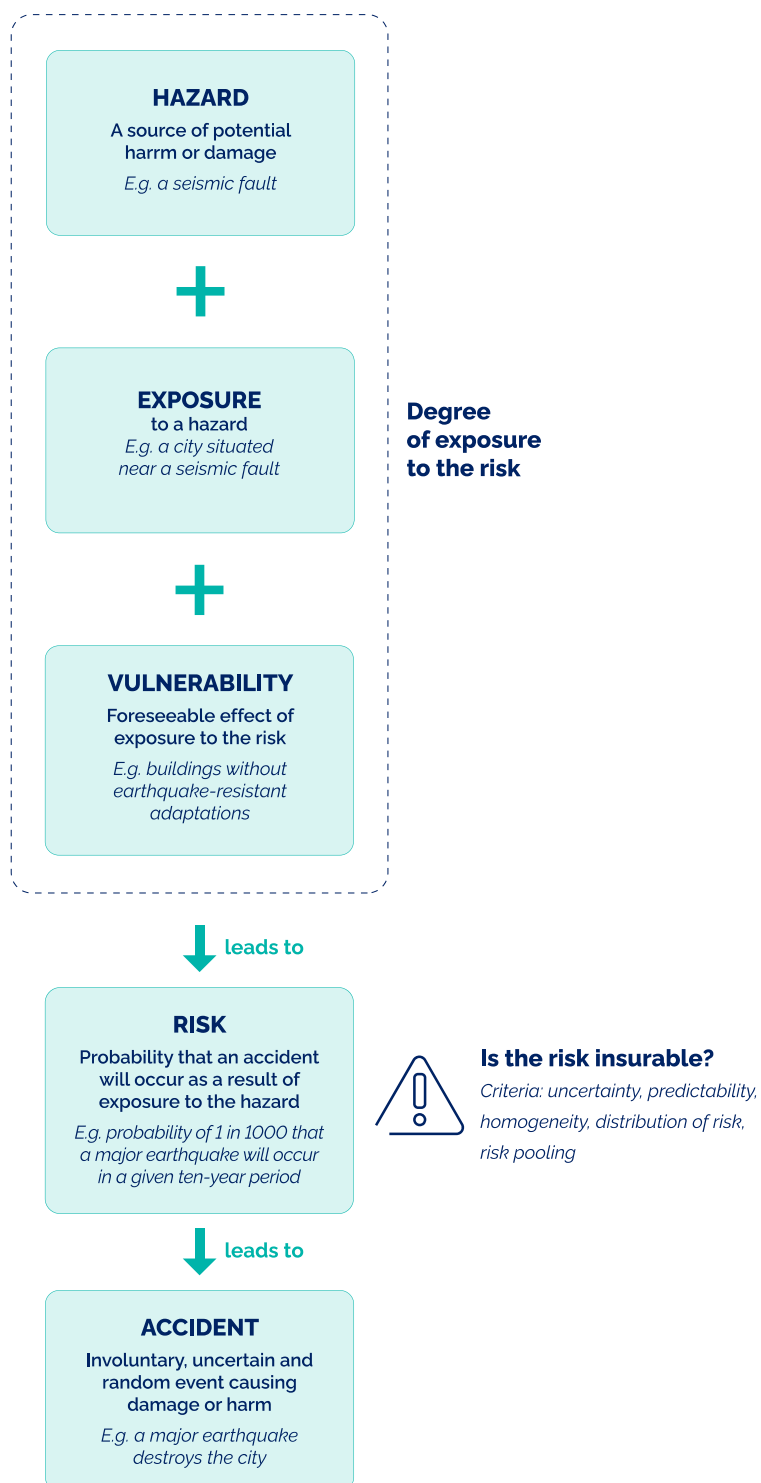 HAZARD
A source of potential
harrm or damage
E.g. a seismic fault
EXPOSURE
to a hazard
E.g. a city situated
near a seismic fault
Degree
of exposure
to the risk
VULNERABILITY
Foreseeable effect of
exposure to the risk
E.g. buildings without
earthquake-resistant
adaptations
leads to
RISK
Probability that an accident
will occur as a result of
exposure to the hazard
E.g. probability of 1 in 1000 that
a major earthquake will occur
in a given ten-year period
Is the risk insurable?
Criteria: uncertainty, predictability,
homogeneity, distribution of risk,
risk pooling
leads to
ACCIDENT
Involuntary, uncertain and
random event causing
damage or harm
E.g. a major earthquake
destroys the city